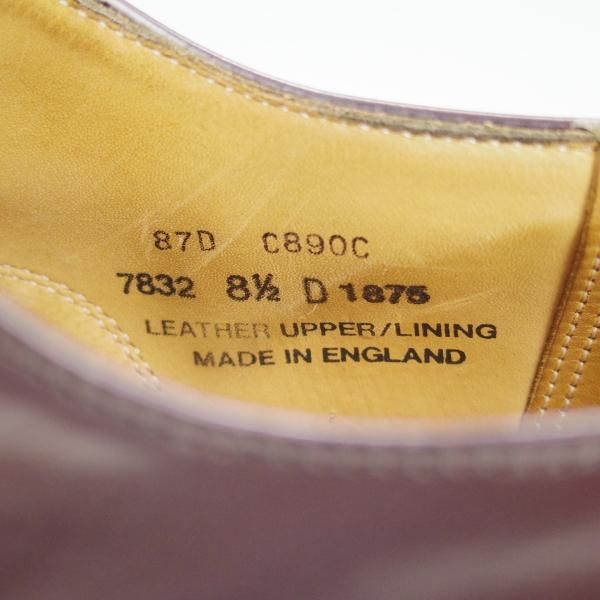 87D C890C
7832 8½ D 1875
LEATHER UPPER/LINING
MADE IN ENGLAND